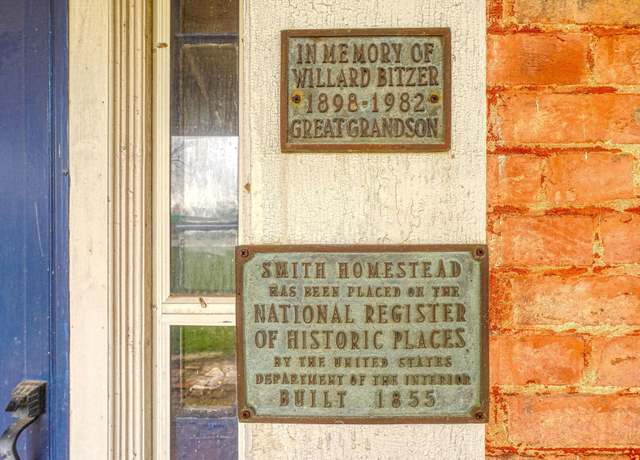 IN MEMORY OF
WILLARD BITZER
1898-1982
GREAT GRANDSON
SMITH HOMESTEAD
HAS BEEN PLACED ON THE
NATIONAL REGISTER
OF HISTORIC PLACES
BY THE UNITED STATES
DEPARTMENT OF THE INTERIOR
BUILT 1855